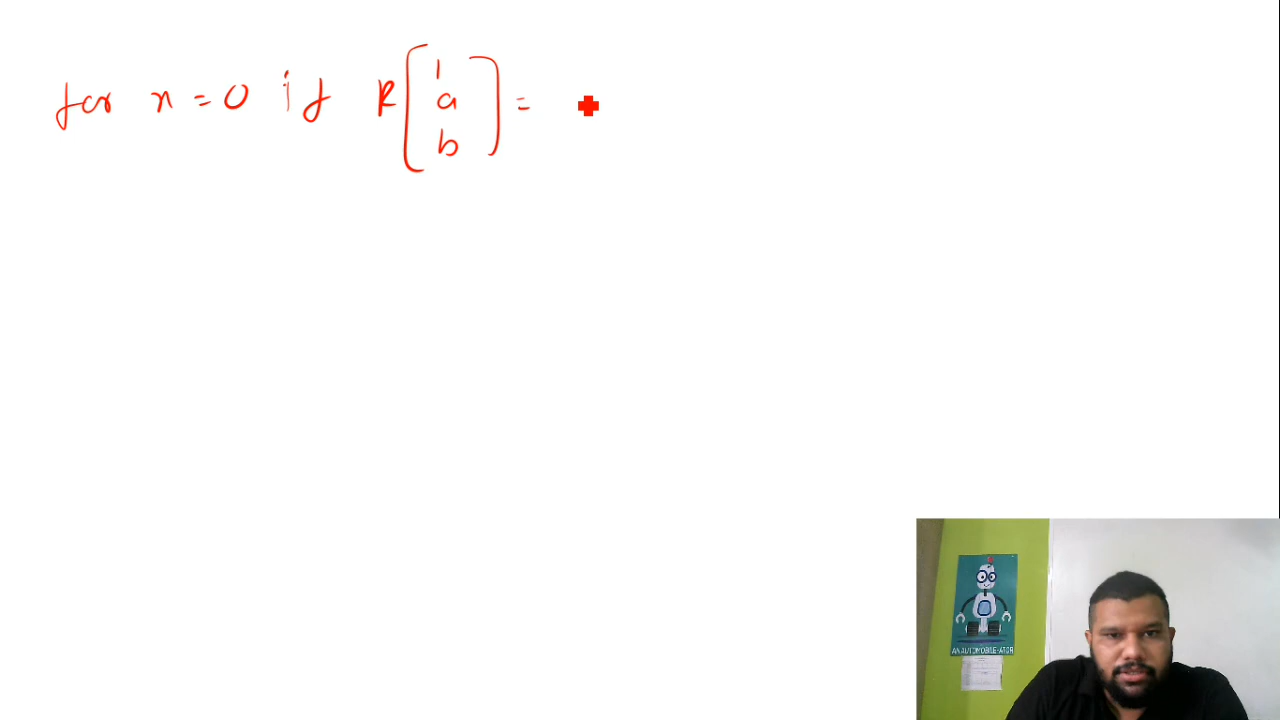 for x = 0 if R [ 1 a b ] =
AN AUTOMOBILE-ATOR